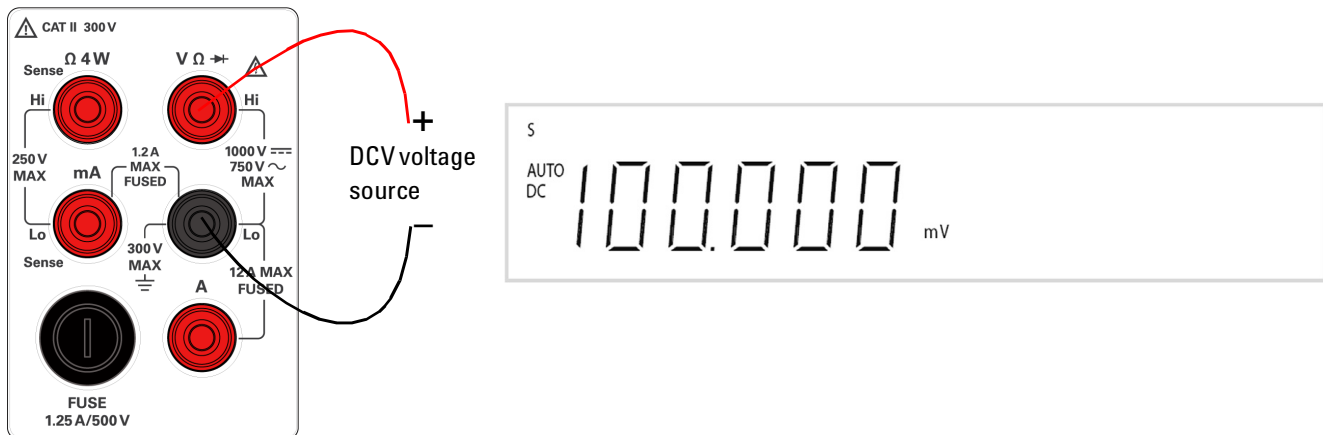 CAT II 300 V
Ω 4 W
Sense
V Ω
Hi
Hi
250 V
MAX
mA
1.2 A
MAX
FUSED
1000 V
750 V
MAX
Lo
Sense
300 V
MAX
Lo
12 A MAX
FUSED
A
FUSE
1.25 A/500 V
+
DCV voltage
source
−
S
AUTO
DC
100.000
mV